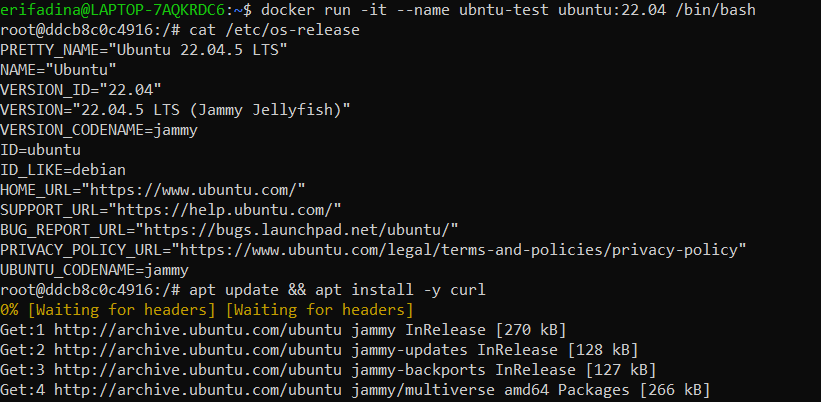 erifadina@LAPTOP-7AQKRDC6:~$ docker run -it --name ubntu-test ubuntu:22.04 /bin/bash
root@ddcb8c0c4916:/# cat /etc/os-release
PRETTY_NAME="Ubuntu 22.04.5 LTS"
NAME="Ubuntu"
VERSION_ID="22.04"
VERSION="22.04.5 LTS (Jammy Jellyfish)"
VERSION_CODENAME=jammy
ID=ubuntu
ID_LIKE=debian
HOME_URL="https://www.ubuntu.com/"
SUPPORT_URL="https://help.ubuntu.com/"
BUG_REPORT_URL="https://bugs.launchpad.net/ubuntu/"
PRIVACY_POLICY_URL="https://www.ubuntu.com/legal/terms-and-policies/privacy-policy"
UBUNTU_CODENAME=jammy
root@ddcb8c0c4916:/# apt update && apt install -y curl
0% [Waiting for headers] [Waiting for headers]
Get:1 http://archive.ubuntu.com/ubuntu jammy InRelease [270 kB]
Get:2 http://archive.ubuntu.com/ubuntu jammy-updates InRelease [128 kB]
Get:3 http://archive.ubuntu.com/ubuntu jammy-backports InRelease [127 kB]
Get:4 http://archive.ubuntu.com/ubuntu jammy/multiverse amd64 Packages [266 kB]